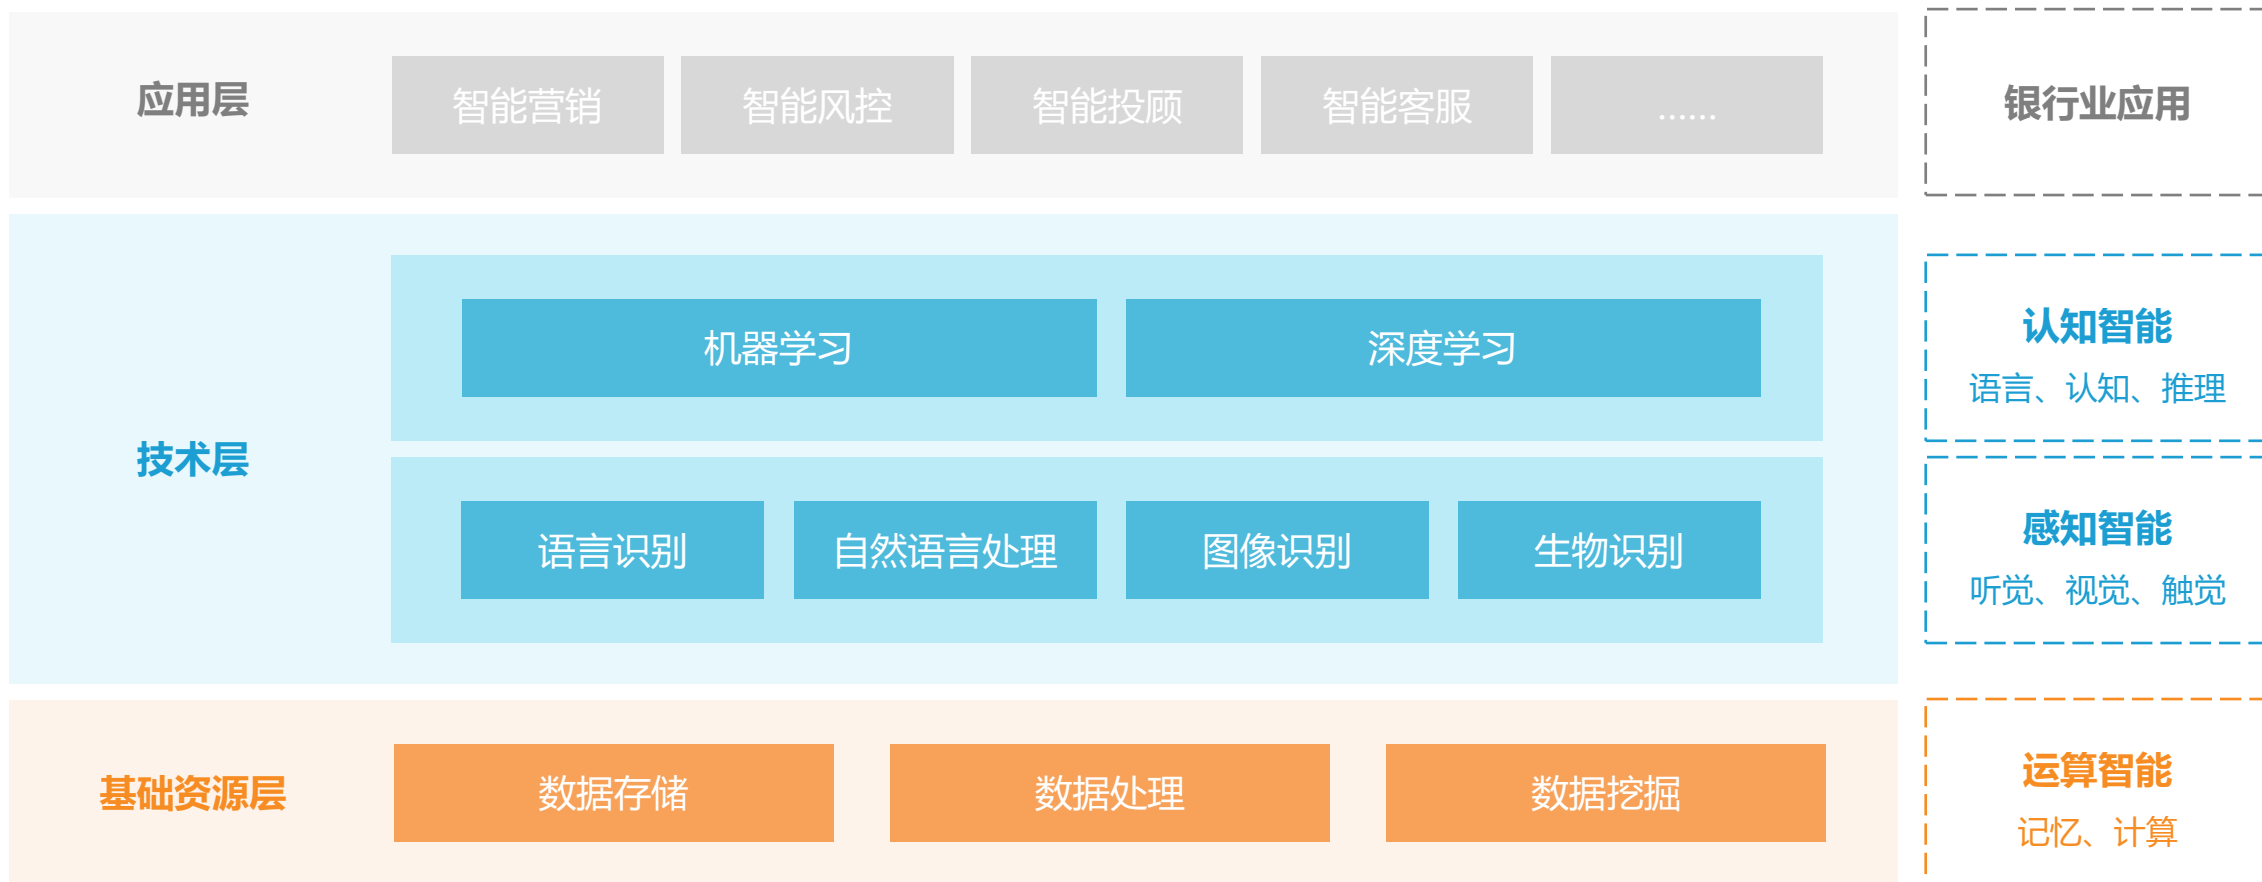 应用层
智能营销
智能风控
智能投顾
智能客服
......
银行业应用
技术层
机器学习
深度学习
认知智能
语言、认知、推理
语言识别
自然语言处理
图像识别
生物识别
感知智能
听觉、视觉、触觉
基础资源层
数据存储
数据处理
数据挖掘
运算智能
记忆、计算